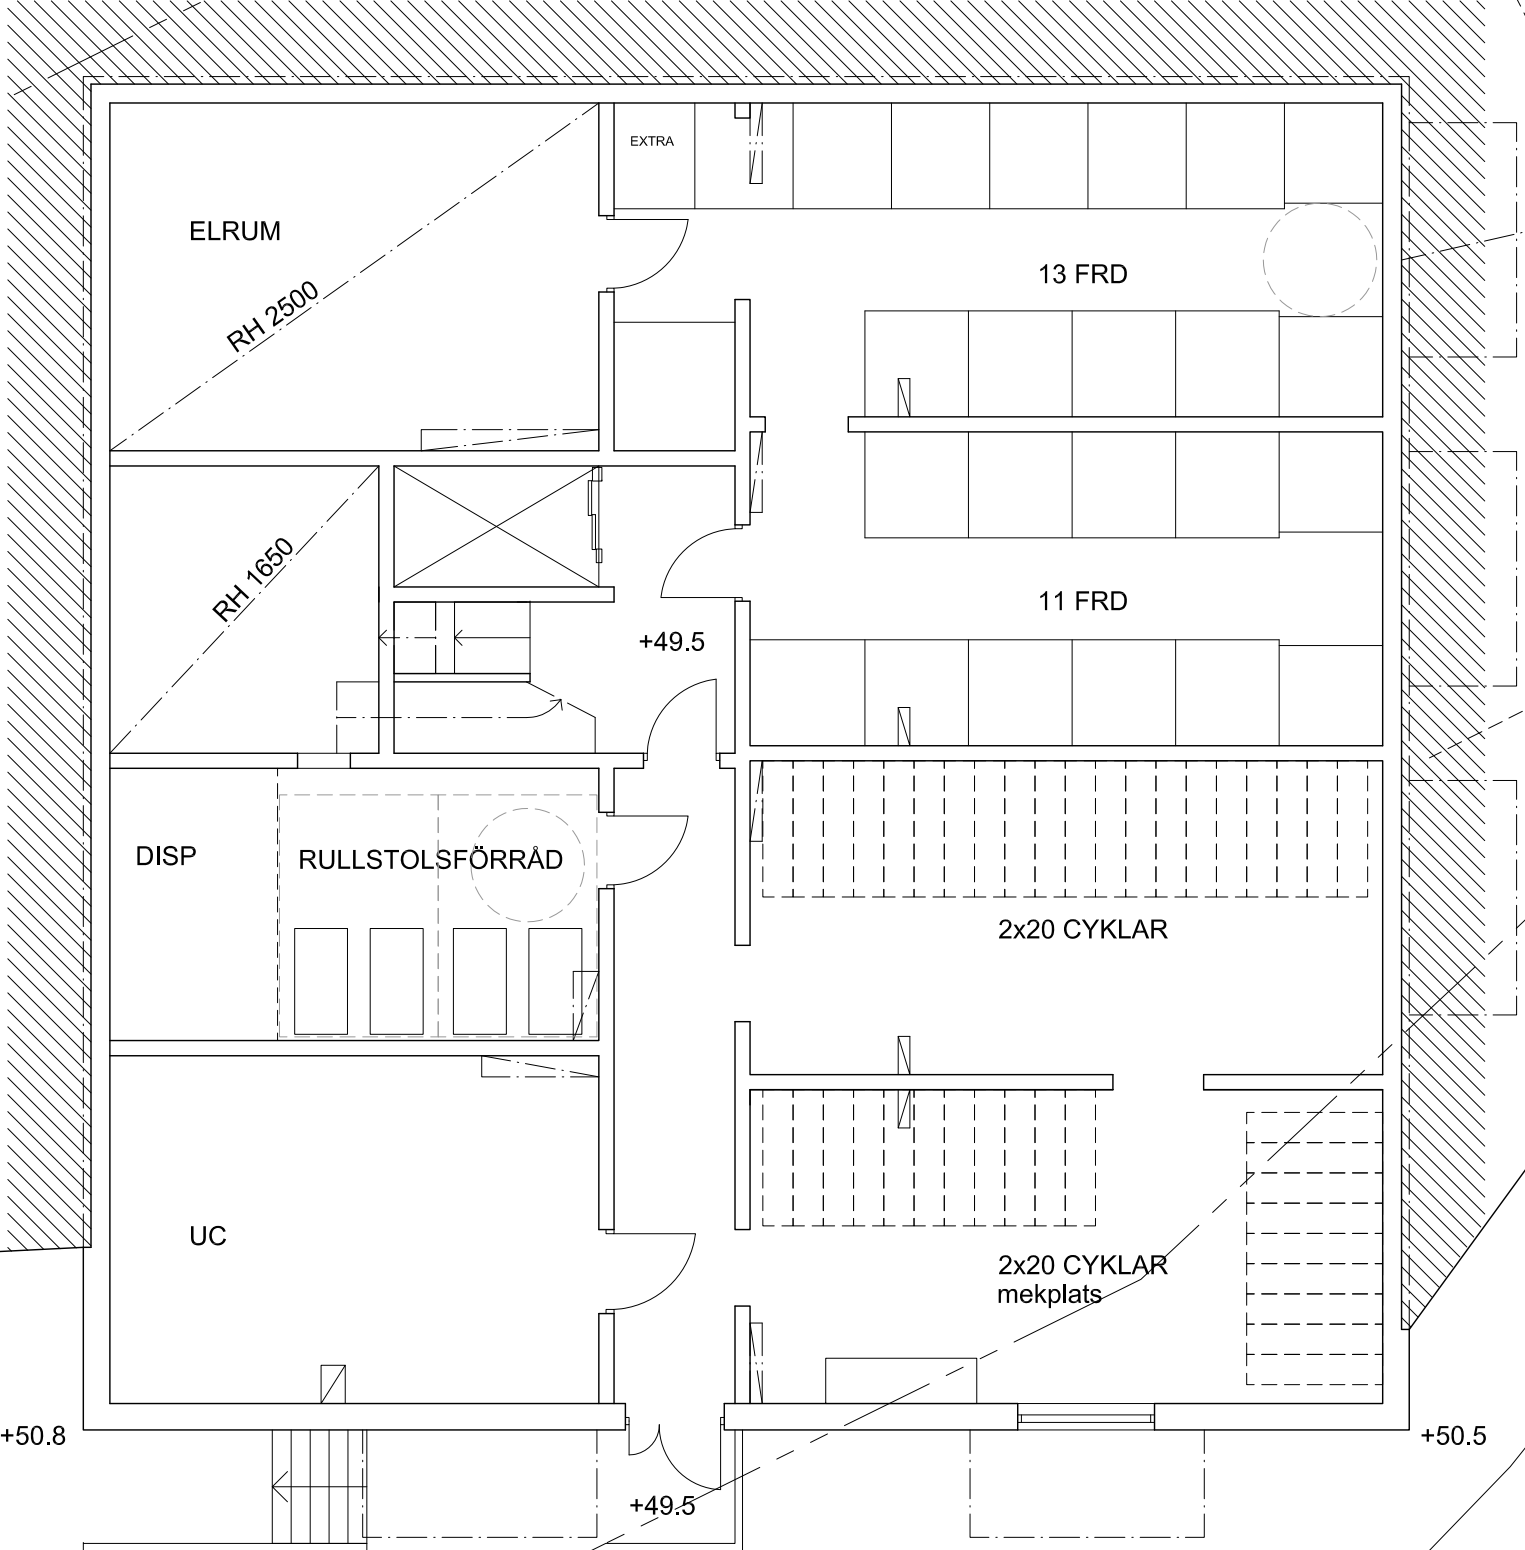 EXTRA
ELRUM
13 FRD
RH 2500
RH 1650
11 FRD
+49.5
DISP
RULLSTOLSFÖRRÅD
2x20 CYKLAR
UC
2x20 CYKLAR
mekplats
+50.8
+50.5
+49.5